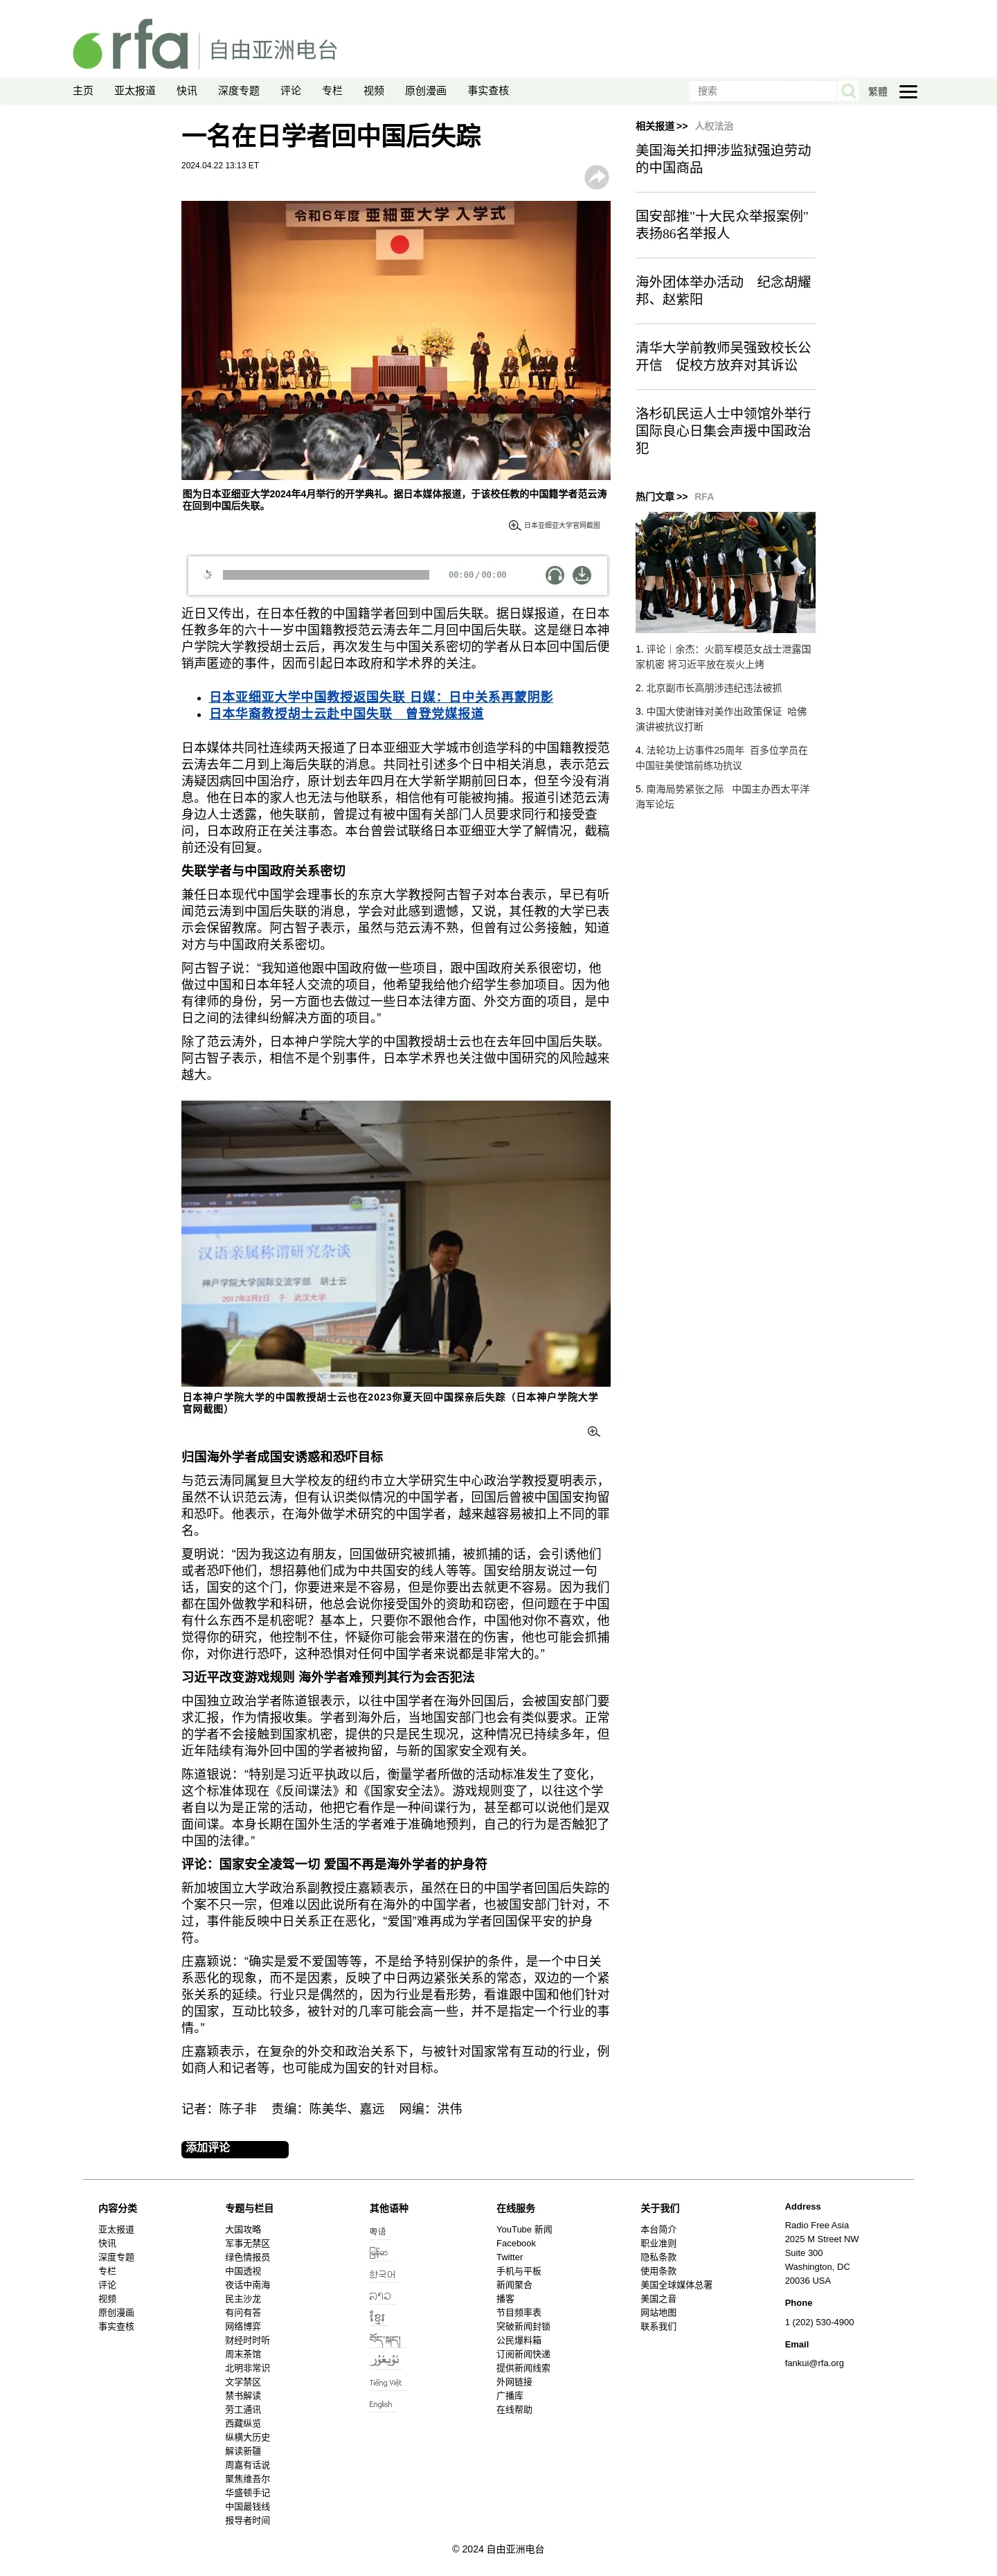 rfa 自由亚洲电台
主页 亚太报道 快讯 深度专题 评论 专栏 视频 原创漫画 事实查核 搜索 繁體
一名在日学者回中国后失踪
2024.04.22 13:13 ET
令和6年度 亜細亜大学 入学式
图为日本亚细亚大学2024年4月举行的开学典礼。据日本媒体报道，于该校任教的中国籍学者范云涛
在回到中国后失联。
日本亚细亚大学官网截图
00:00 / 00:00
近日又传出，在日本任教的中国籍学者回到中国后失联。据日媒报道，在日本
任教多年的六十一岁中国籍教授范云涛去年二月回中国后失联。这是继日本神
户学院大学教授胡士云后，再次发生与中国关系密切的学者从日本回中国后便
销声匿迹的事件，因而引起日本政府和学术界的关注。
日本亚细亚大学中国教授返国失联 日媒：日中关系再蒙阴影
日本华裔教授胡士云赴中国失联　曾登党媒报道
日本媒体共同社连续两天报道了日本亚细亚大学城市创造学科的中国籍教授范
云涛去年二月到上海后失联的消息。共同社引述多个日中相关消息，表示范云
涛疑因病回中国治疗，原计划去年四月在大学新学期前回日本，但至今没有消
息。他在日本的家人也无法与他联系，相信他有可能被拘捕。报道引述范云涛
身边人士透露，他失联前，曾提过有被中国有关部门人员要求同行和接受查
问，日本政府正在关注事态。本台曾尝试联络日本亚细亚大学了解情况，截稿
前还没有回复。
失联学者与中国政府关系密切
兼任日本现代中国学会理事长的东京大学教授阿古智子对本台表示，早已有听
闻范云涛到中国后失联的消息，学会对此感到遗憾，又说，其任教的大学已表
示会保留教席。阿古智子表示，虽然与范云涛不熟，但曾有过公务接触，知道
对方与中国政府关系密切。
阿古智子说：“我知道他跟中国政府做一些项目，跟中国政府关系很密切，他
做过中国和日本年轻人交流的项目，他希望我给他介绍学生参加项目。因为他
有律师的身份，另一方面也去做过一些日本法律方面、外交方面的项目，是中
日之间的法律纠纷解决方面的项目。”
除了范云涛外，日本神户学院大学的中国教授胡士云也在去年回中国后失联。
阿古智子表示，相信不是个别事件，日本学术界也关注做中国研究的风险越来
越大。
汉语亲属称谓研究杂谈
神戸学院大学国际交流学部 胡士云
2017年3月2日 于 武汉大学
日本神户学院大学的中国教授胡士云也在2023你夏天回中国探亲后失踪（日本神户学院大学
官网截图）
归国海外学者成国安诱惑和恐吓目标
与范云涛同属复旦大学校友的纽约市立大学研究生中心政治学教授夏明表示，
虽然不认识范云涛，但有认识类似情况的中国学者，回国后曾被中国国安拘留
和恐吓。他表示，在海外做学术研究的中国学者，越来越容易被扣上不同的罪
名。
夏明说：“因为我这边有朋友，回国做研究被抓捕，被抓捕的话，会引诱他们
或者恐吓他们，想招募他们成为中共国安的线人等等。国安给朋友说过一句
话，国安的这个门，你要进来是不容易，但是你要出去就更不容易。因为我们
都在国外做教学和科研，他总会说你接受国外的资助和窃密，但问题在于中国
有什么东西不是机密呢？基本上，只要你不跟他合作，中国他对你不喜欢，他
觉得你的研究，他控制不住，怀疑你可能会带来潜在的伤害，他也可能会抓捕
你，对你进行恐吓，这种恐惧对任何中国学者来说都是非常大的。”
习近平改变游戏规则 海外学者难预判其行为会否犯法
中国独立政治学者陈道银表示，以往中国学者在海外回国后，会被国安部门要
求汇报，作为情报收集。学者到海外后，当地国安部门也会有类似要求。正常
的学者不会接触到国家机密，提供的只是民生现况，这种情况已持续多年，但
近年陆续有海外回中国的学者被拘留，与新的国家安全观有关。
陈道银说：“特别是习近平执政以后，衡量学者所做的活动标准发生了变化，
这个标准体现在《反间谍法》和《国家安全法》。游戏规则变了，以往这个学
者自以为是正常的活动，他把它看作是一种间谍行为，甚至都可以说他们是双
面间谍。本身长期在国外生活的学者难于准确地预判，自己的行为是否触犯了
中国的法律。”
评论：国家安全凌驾一切 爱国不再是海外学者的护身符
新加坡国立大学政治系副教授庄嘉颖表示，虽然在日的中国学者回国后失踪的
个案不只一宗，但难以因此说所有在海外的中国学者，也被国安部门针对，不
过，事件能反映中日关系正在恶化，“爱国”难再成为学者回国保平安的护身
符。
庄嘉颖说：“确实是爱不爱国等等，不是给予特别保护的条件，是一个中日关
系恶化的现象，而不是因素，反映了中日两边紧张关系的常态，双边的一个紧
张关系的延续。行业只是偶然的，因为行业是看形势，看谁跟中国和他们针对
的国家，互动比较多，被针对的几率可能会高一些，并不是指定一个行业的事
情。”
庄嘉颖表示，在复杂的外交和政治关系下，与被针对国家常有互动的行业，例
如商人和记者等，也可能成为国安的针对目标。
记者：陈子非　责编：陈美华、嘉远　网编：洪伟
添加评论
相关报道 >> 人权法治
美国海关扣押涉监狱强迫劳动
的中国商品
国安部推"十大民众举报案例"
表扬86名举报人
海外团体举办活动　纪念胡耀
邦、赵紫阳
清华大学前教师吴强致校长公
开信　促校方放弃对其诉讼
洛杉矶民运人士中领馆外举行
国际良心日集会声援中国政治
犯
热门文章 >> RFA
1. 评论｜余杰：火箭军模范女战士泄露国
家机密 将习近平放在炭火上烤
2. 北京副市长高朋涉违纪违法被抓
3. 中国大使谢锋对美作出政策保证 哈佛
演讲被抗议打断
4. 法轮功上访事件25周年 百多位学员在
中国驻美使馆前练功抗议
5. 南海局势紧张之际 中国主办西太平洋
海军论坛
内容分类
亚太报道
快讯
深度专题
专栏
评论
视频
原创漫画
事实查核
专题与栏目
大国攻略
军事无禁区
绿色情报员
中国透视
夜话中南海
民主沙龙
有问有答
网络博弈
财经时时听
周末茶馆
北明非常识
文学禁区
禁书解读
劳工通讯
西藏纵览
纵横大历史
解读新疆
周嘉有话说
聚焦维吾尔
华盛顿手记
中国最钱线
报导者时间
其他语种
粤语
မြန်မာ
한국어
ລາວ
ខ្មែរ
བོད་སྐད།
ئۇيغۇر
Tiếng Việt
English
在线服务
YouTube 新闻
Facebook
Twitter
手机与平板
新闻聚合
播客
节目频率表
突破新闻封锁
公民爆料箱
订阅新闻快递
提供新闻线索
外网链接
广播库
在线帮助
关于我们
本台简介
职业准则
隐私条款
使用条款
美国全球媒体总署
美国之音
网站地图
联系我们
Address
Radio Free Asia
2025 M Street NW
Suite 300
Washington, DC
20036 USA
Phone
1 (202) 530-4900
Email
fankui@rfa.org
© 2024 自由亚洲电台